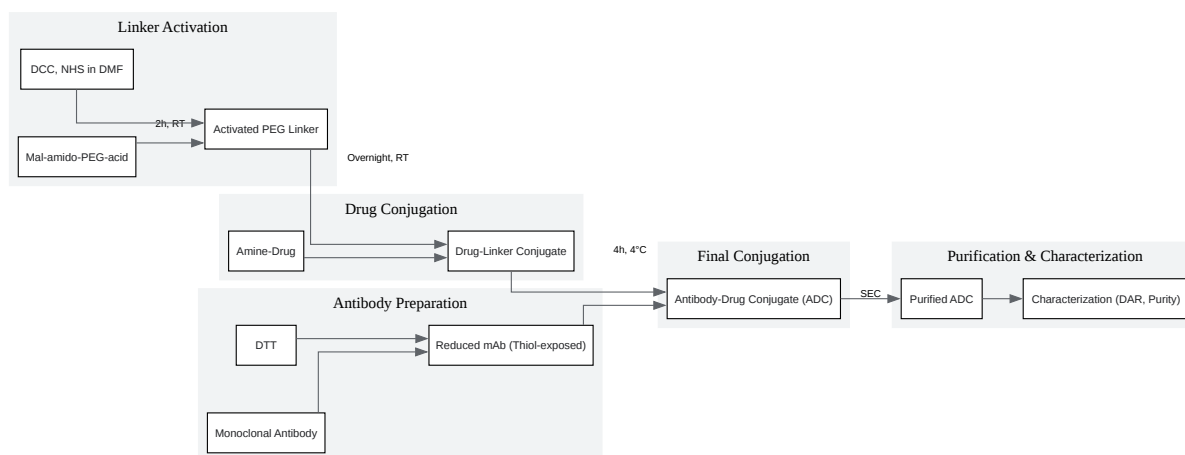 Linker Activation
DCC, NHS in DMF
2h, RT
Activated PEG Linker
Mal-amido-PEG-acid
Overnight, RT
Drug Conjugation
Amine-Drug
Drug-Linker Conjugate
4h, 4°C
Antibody Preparation
DTT
Reduced mAb (Thiol-exposed)
Monoclonal Antibody
Final Conjugation
Antibody-Drug Conjugate (ADC)
SEC
Purification & Characterization
Purified ADC
Characterization (DAR, Purity)